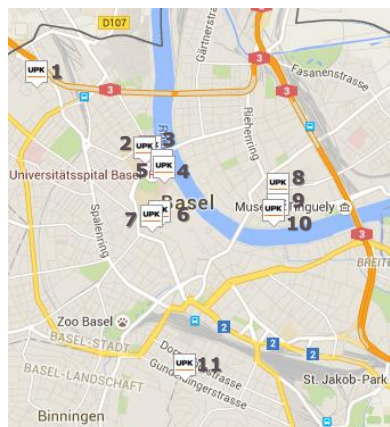 D107
Gärtnerstrasse
3
Fasanenstrasse
UPK 1
3
3
2 UPK 3
Riehenring
Universitätsspital Basel
5 UPK 4
UPK 8
Spalenring
Basel
Museum Tinguely
UPK 9
7 UPK 6
10
3
BREITE
Zoo Basel
2
BASEL-STADT
2
2
BASEL-LANDSCHAFT
UPK 11
Gundeldingerstrasse
St. Jakob-Park
Binningen